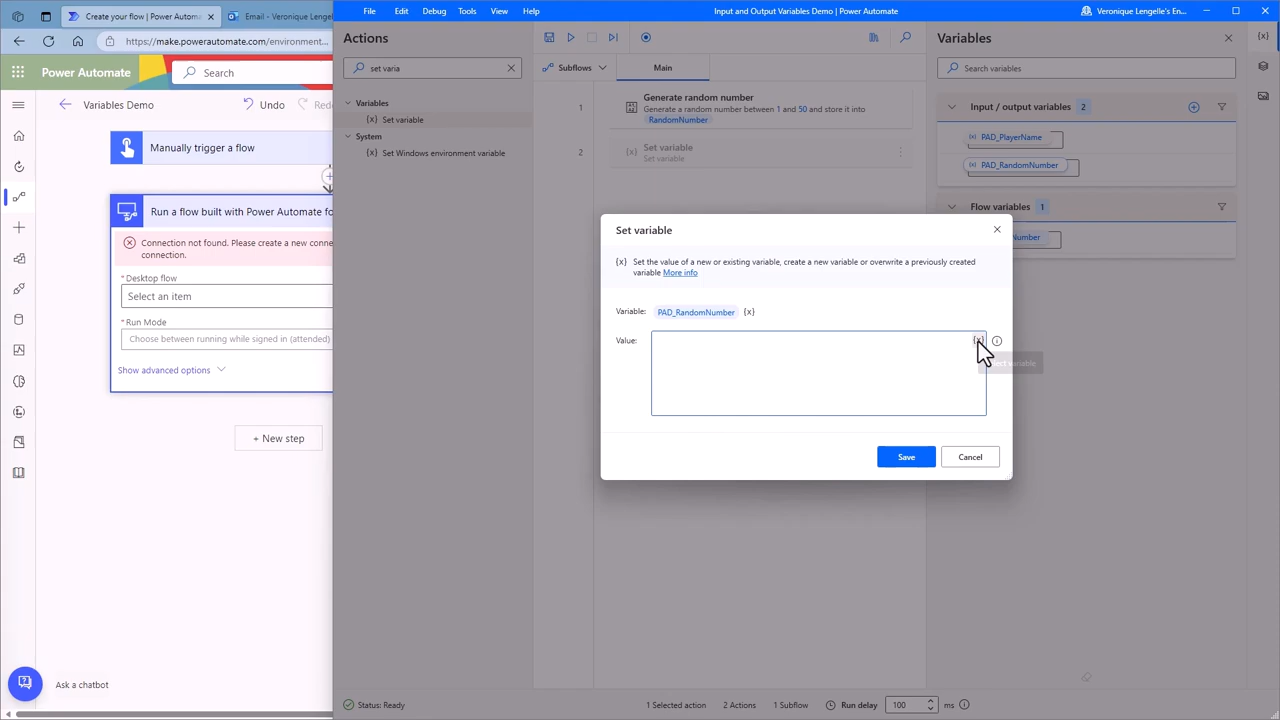 Create your flow | Power Automate
Email - Veronique Lengel
https://make.powerautomate.com/environment...
Power Automate
Search
Variables Demo
Undo
Redo
Manually trigger a flow
Run a flow built with Power Automate fo
Connection not found. Please create a new conne
connection.
* Desktop flow
Select an item
* Run Mode
Choose between running while signed in (attended)
Show advanced options
+ New step
Ask a chatbot
File
Edit
Debug
Tools
View
Help
Input and Output Variables Demo | Power Automate
Veronique Lengelle's En...
Actions
set varia
Variables
{x} Set variable
System
{x} Set Windows environment variable
Subflows
Main
1
Generate random number
Generate a random number between 1 and 50 and store it into
RandomNumber
2
{x} Set variable
Set variable
Variables
{x}
Search variables
Input / output variables 2
(x) PAD_PlayerName
(x) PAD_RandomNumber
Flow variables 1
Number
Set variable
{x} Set the value of a new or existing variable, create a new variable or overwrite a previously created
variable More info
Variable: PAD_RandomNumber {x}
Value:
{x}
Save
Cancel
Status: Ready
1 Selected action
2 Actions
1 Subflow
Run delay
100
ms